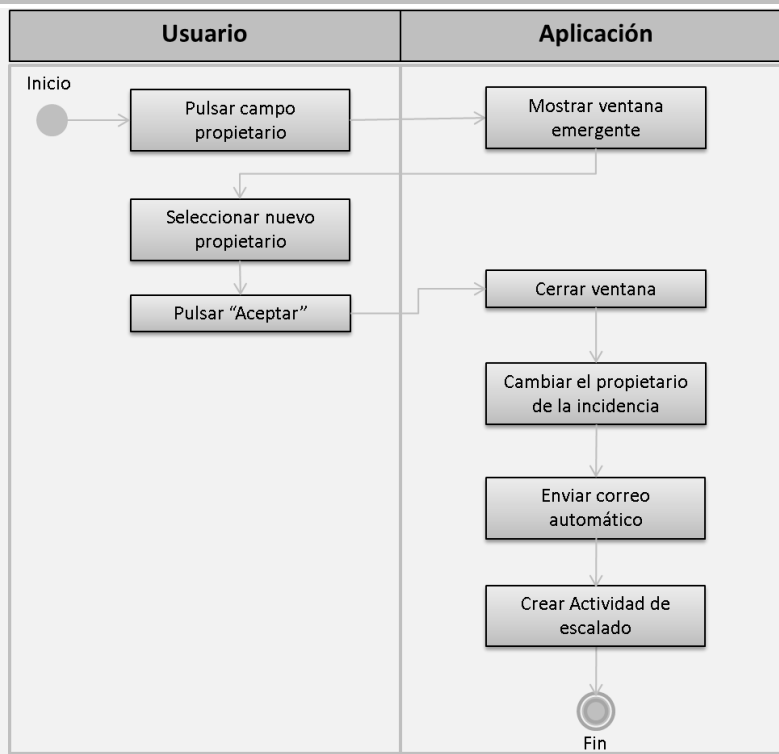 Usuario
Aplicación
Inicio
Pulsar campo
propietario
Mostrar ventana
emergente
Seleccionar nuevo
propietario
Pulsar “Aceptar”
Cerrar ventana
Cambiar el propietario
de la incidencia
Enviar correo
automático
Crear Actividad de
escalado
Fin